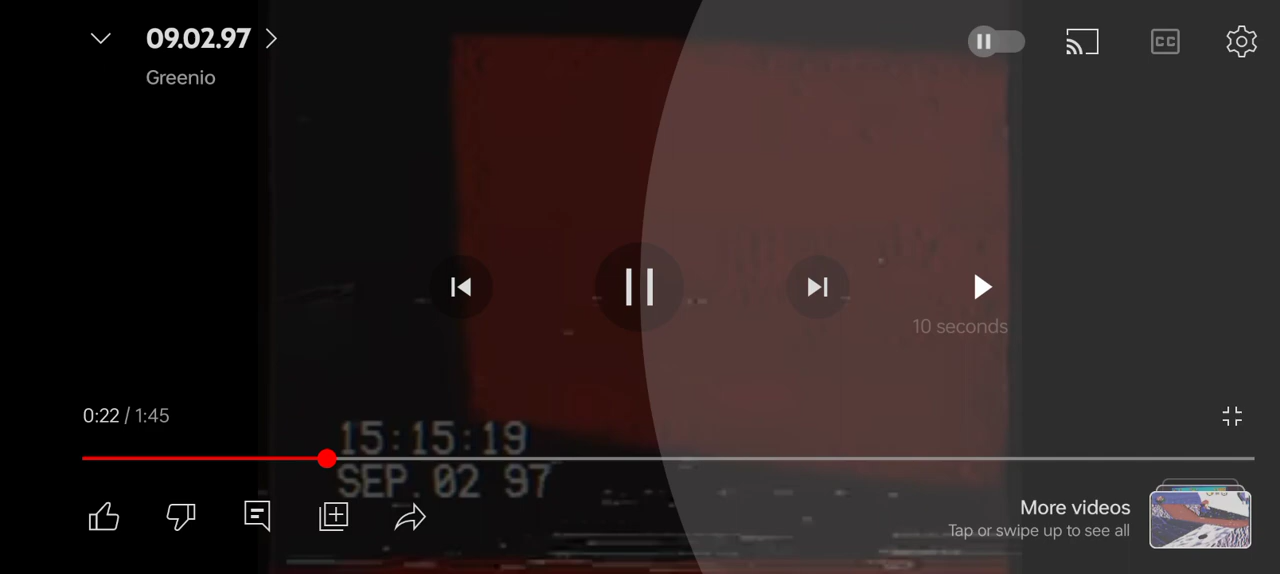 09.02.97
Greenio
CC
10 seconds
0:22 / 1:45
15:15:19
SEP. 02 97
More videos
Tap or swipe up to see all